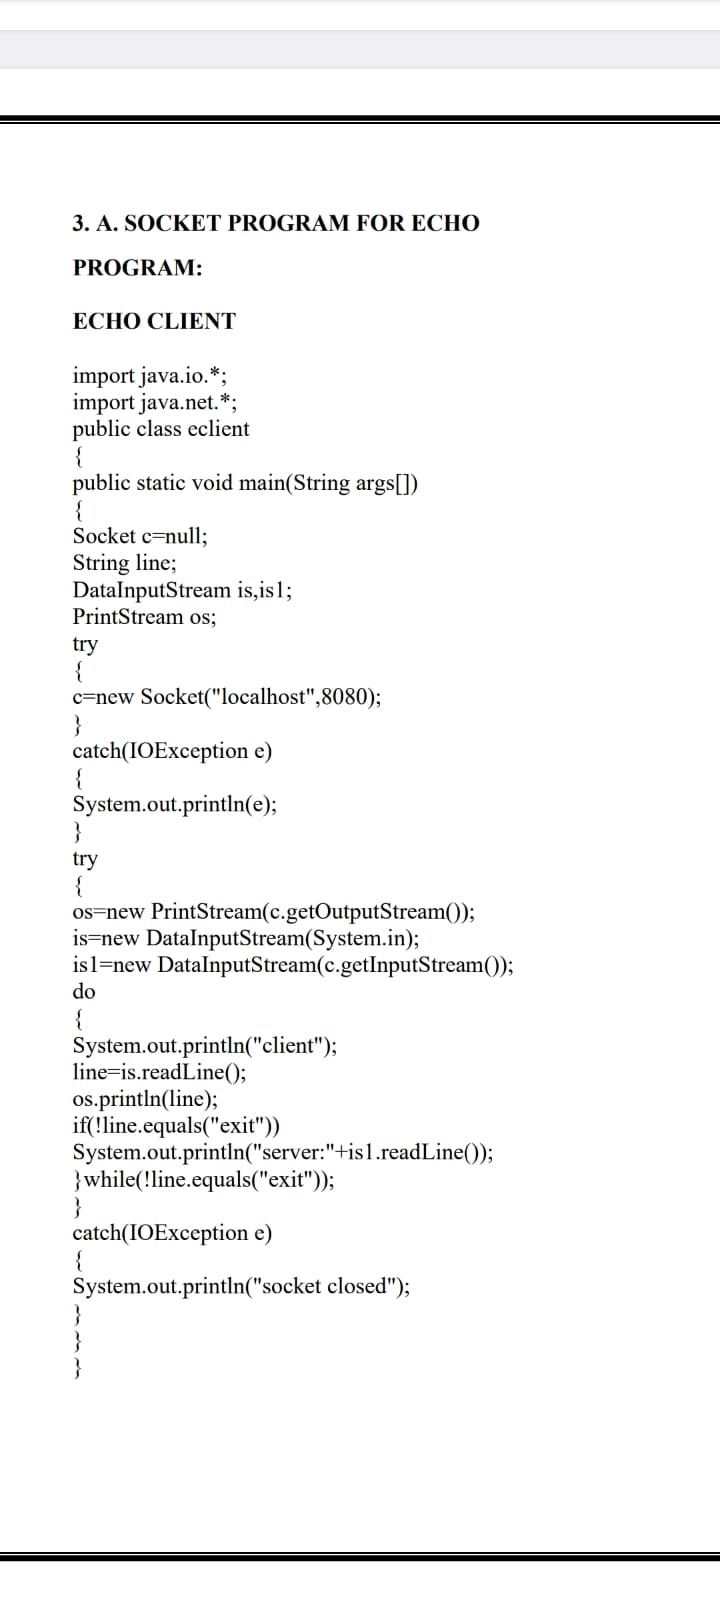 3. A. SOCKET PROGRAM FOR ECHO
PROGRAM:
ECHO CLIENT
import java.io.*;
import java.net.*;
public class eclient
{
public static void main(String args[])
{
Socket c=null;
String line;
DataInputStream is,is1;
PrintStream os;
try
{
c=new Socket("localhost",8080);
}
catch(IOException e)
{
System.out.println(e);
}
try
{
os=new PrintStream(c.getOutputStream());
is=new DataInputStream(System.in);
is1=new DataInputStream(c.getInputStream());
do
{
System.out.println("client");
line=is.readLine();
os.println(line);
if(!line.equals("exit"))
System.out.println("server:"+is1.readLine());
}while(!line.equals("exit"));
}
catch(IOException e)
{
System.out.println("socket closed");
}
}
}